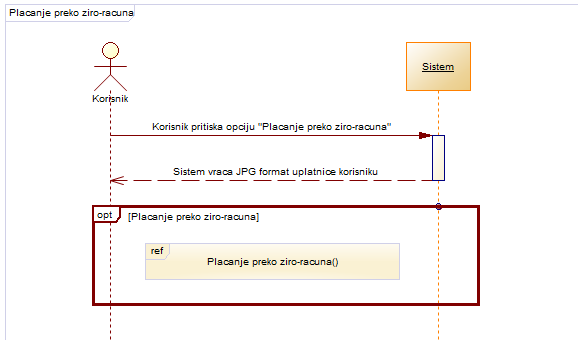 Placanje preko ziro-racuna
Korisnik
Sistem
Korisnik pritiska opciju "Placanje preko ziro-racuna"
Sistem vraca JPG format uplatnice korisniku
opt [Placanje preko ziro-racuna]
ref
Placanje preko ziro-racuna()